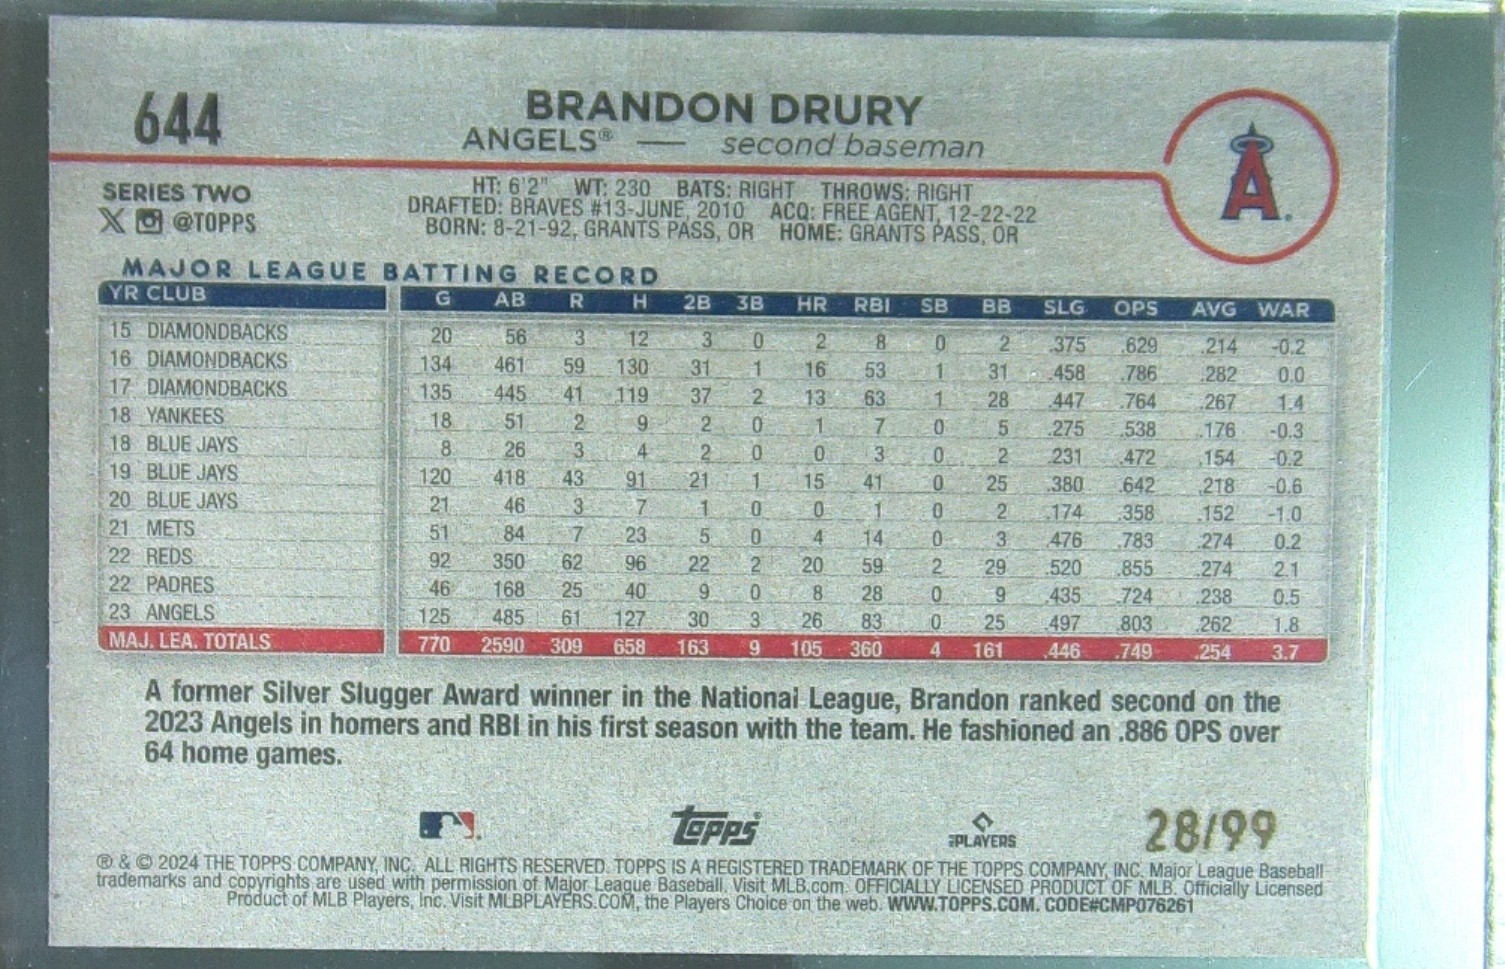 644
BRANDON DRURY
ANGELS® — second baseman
A.
SERIES TWO
X @TOPPS
HT: 6'2" WT: 230 BATS: RIGHT THROWS: RIGHT
DRAFTED: BRAVES #13-JUNE, 2010 ACQ: FREE AGENT, 12-22-22
BORN: 8-21-92, GRANTS PASS, OR HOME: GRANTS PASS, OR
MAJOR LEAGUE BATTING RECORD
YR CLUB G AB R H 2B 3B HR RBI SB BB SLG OPS AVG WAR
15 DIAMONDBACKS 20 56 3 12 3 0 2 8 0 2 .375 .629 .214 -0.2
16 DIAMONDBACKS 134 461 59 130 31 1 16 53 1 31 .458 .786 .282 0.0
17 DIAMONDBACKS 135 445 41 119 37 2 13 63 1 28 .447 .764 .267 1.4
18 YANKEES 18 51 2 9 2 0 1 7 0 5 .275 .538 .176 -0.3
18 BLUE JAYS 8 26 3 4 2 0 0 3 0 2 .231 .472 .154 -0.2
19 BLUE JAYS 120 418 43 91 21 1 15 41 0 25 .380 .642 .218 -0.6
20 BLUE JAYS 21 46 3 7 1 0 0 1 0 2 .174 .358 .152 -1.0
21 METS 51 84 7 23 5 0 4 14 0 3 .476 .783 .274 0.2
22 REDS 92 350 62 96 22 2 20 59 2 29 .520 .855 .274 2.1
22 PADRES 46 168 25 40 9 0 8 28 0 9 .435 .724 .238 0.5
23 ANGELS 125 485 61 127 30 3 26 83 0 25 .497 .803 .262 1.8
MAJ. LEA. TOTALS 770 2590 309 658 163 9 105 360 4 161 .446 .749 .254 3.7
A former Silver Slugger Award winner in the National League, Brandon ranked second on the
2023 Angels in homers and RBI in his first season with the team. He fashioned an .886 OPS over
64 home games.
topps
PLAYERS
28/99
® & © 2024 THE TOPPS COMPANY, INC. ALL RIGHTS RESERVED. TOPPS IS A REGISTERED TRADEMARK OF THE TOPPS COMPANY, INC. Major League Baseball
trademarks and copyrights are used with permission of Major League Baseball. Visit MLB.com. OFFICIALLY LICENSED PRODUCT OF MLB. Officially Licensed
Product of MLB Players, Inc. Visit MLBPLAYERS.COM, the Players Choice on the web. WWW.TOPPS.COM. CODE#CMP076261